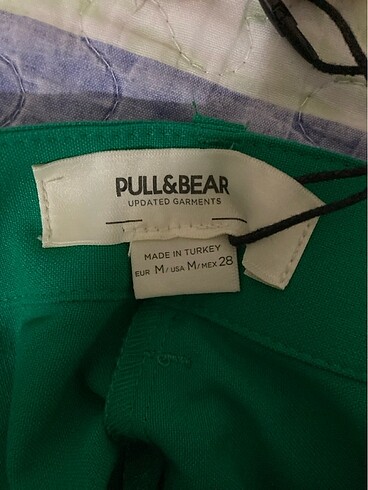 PULL&BEAR
UPDATED GARMENTS
MADE IN TURKEY
EUR M/USA M/MEX 28